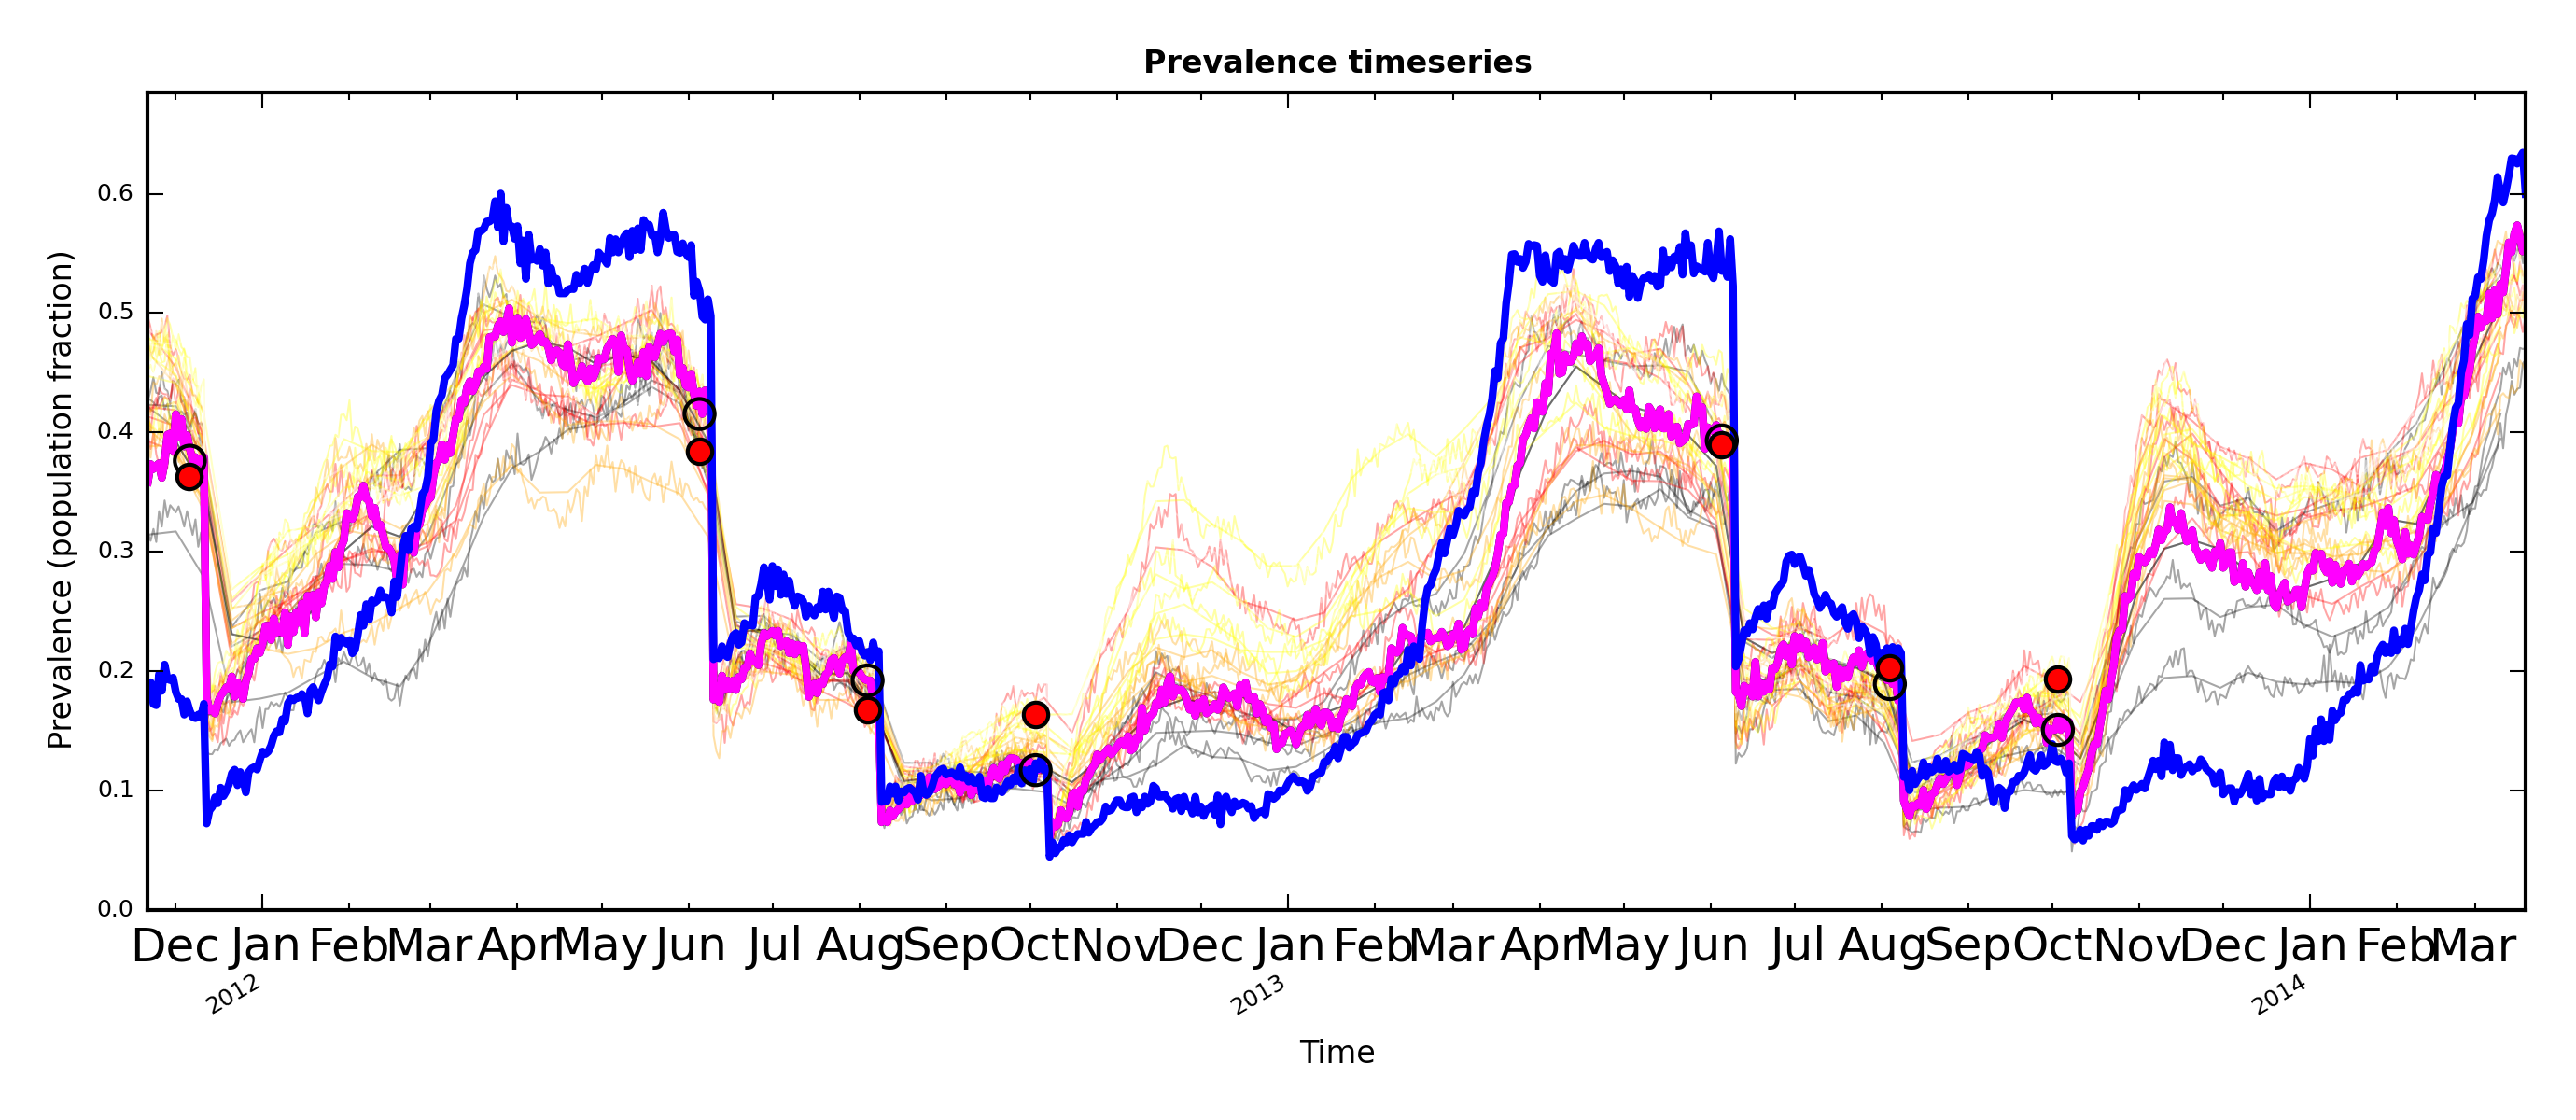 Prevalence timeseries
Prevalence (population fraction)
0.6
0.5
0.4
0.3
0.2
0.1
0.0
Dec Jan Feb Mar Apr May Jun Jul Aug Sep Oct Nov Dec Jan Feb Mar Apr May Jun Jul Aug Sep Oct Nov Dec Jan Feb Mar
2012 2013 2014
Time